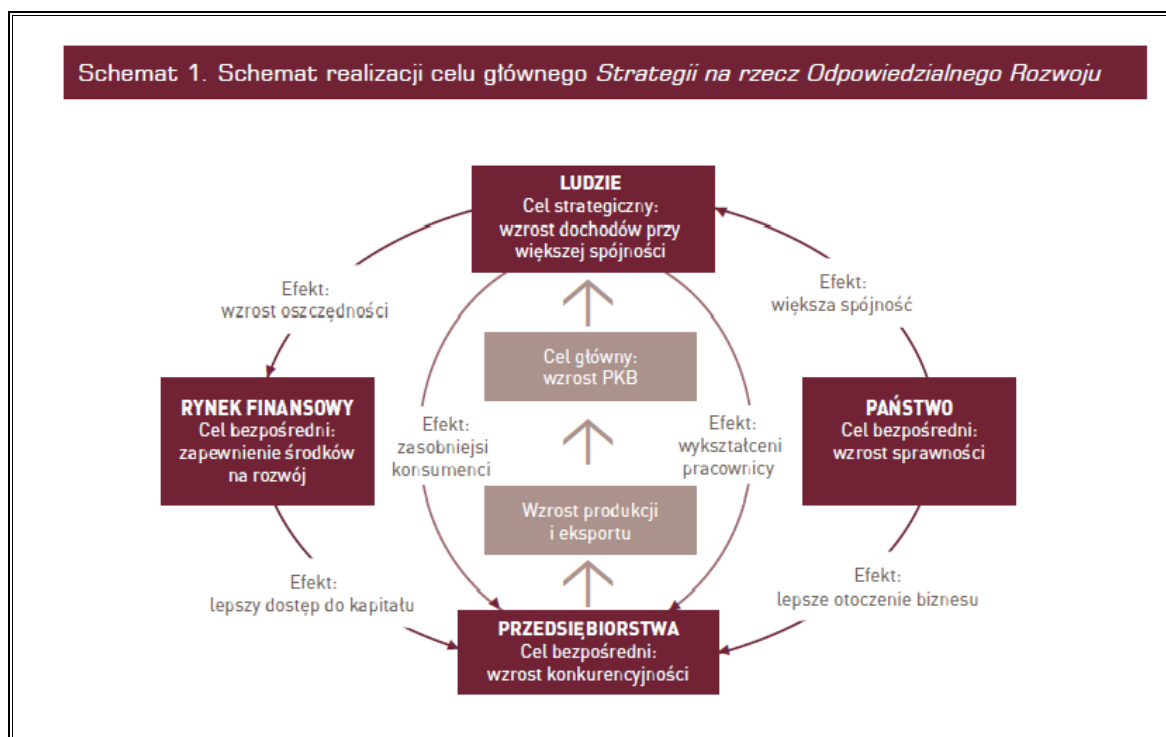 Schemat 1. Schemat realizacji celu głównego Strategii na rzecz Odpowiedzialnego Rozwoju
LUDZIE
Cel strategiczny:
wzrost dochodów przy
większej spójności
Efekt:
wzrost oszczędności
Efekt:
większa spójność
Cel główny:
wzrost PKB
RYNEK FINANSOWY
Cel bezpośredni:
zapewnienie środków
na rozwój
Efekt:
zasobniejsi
konsumenci
Efekt:
wykształceni
pracownicy
PAŃSTWO
Cel bezpośredni:
wzrost sprawności
Wzrost produkcji
i eksportu
Efekt:
lepszy dostęp do kapitału
Efekt:
lepsze otoczenie biznesu
PRZEDSIĘBIORSTWA
Cel bezpośredni:
wzrost konkurencyjności